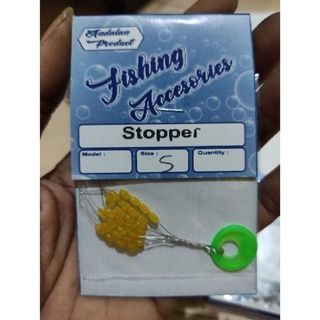 Andalan
Product
Fishing
Accesories
Stopper
Model :
Size :
S
Quantity :